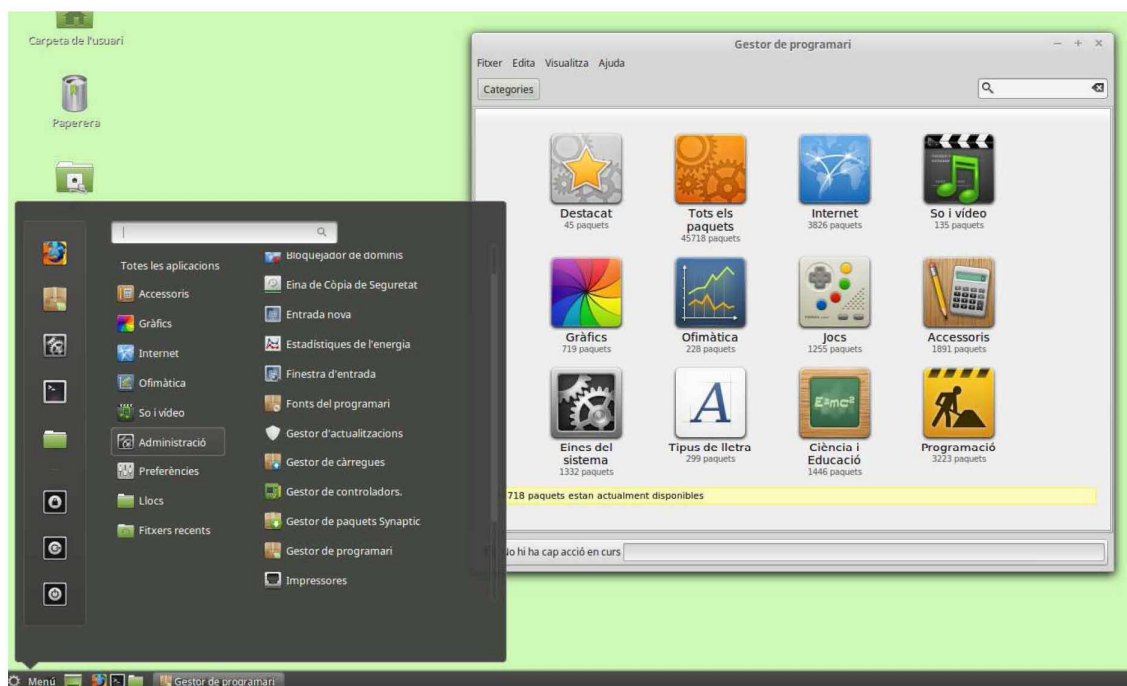 Carpeta de l'usuari
Paperera
Gestor de programari
Fitxer Edita Visualitza Ajuda
Categories
Destacat
45 paquets
Tots els
paquets
45718 paquets
Internet
3826 paquets
So i vídeo
135 paquets
Gràfics
719 paquets
Ofimàtica
228 paquets
Jocs
1255 paquets
Accessoris
1891 paquets
Eines del
sistema
1332 paquets
Tipus de lletra
299 paquets
E=mc²
Ciència i
Educació
1446 paquets
Programació
3223 paquets
718 paquets estan actualment disponibles
No hi ha cap acció en curs
Totes les aplicacions
Accessoris
Gràfics
Internet
Ofimàtica
So i vídeo
Administració
Preferències
Llocs
Fitxers recents
Bloquejador de dominis
Eina de Còpia de Seguretat
Entrada nova
Estadístiques de l'energia
Finestra d'entrada
Fonts del programari
Gestor d'actualitzacions
Gestor de càrregues
Gestor de controladors.
Gestor de paquets Synaptic
Gestor de programari
Impressores
Menú
Gestor de programari